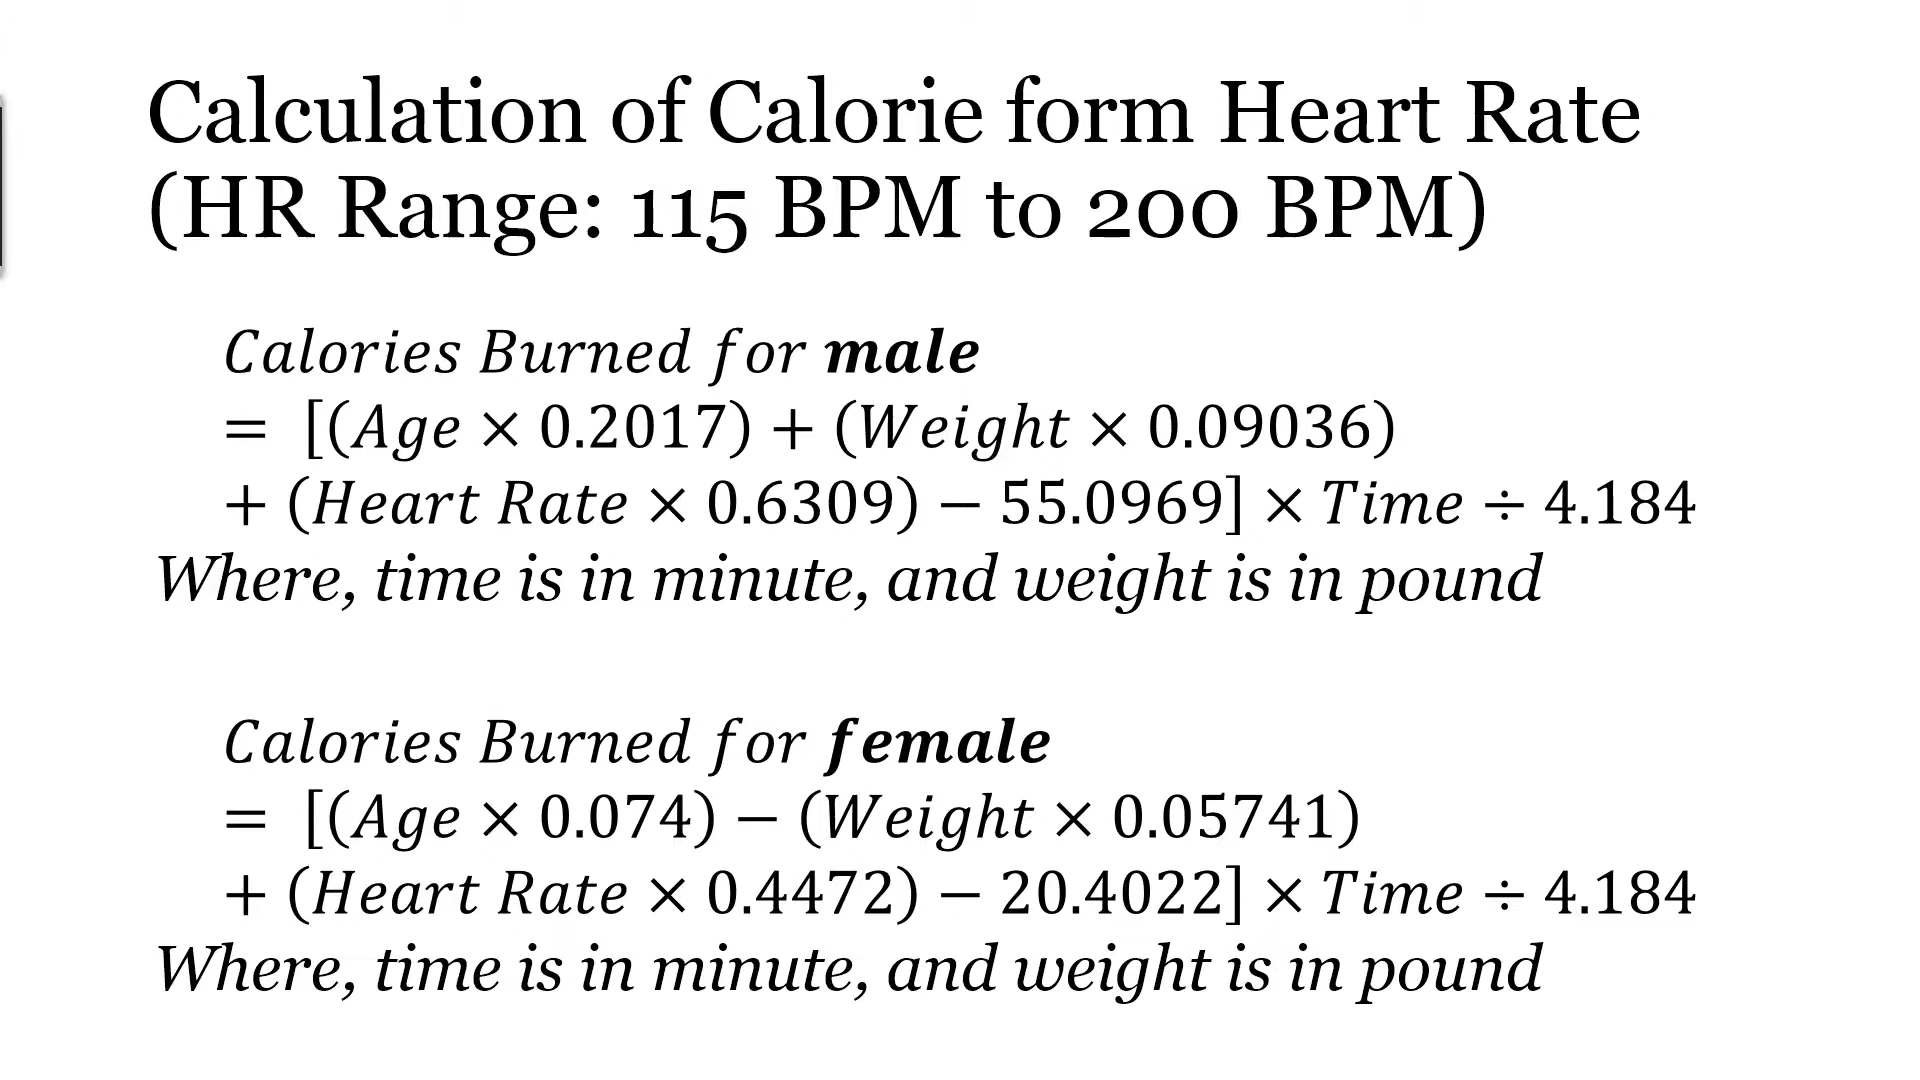 Calculation of Calorie form Heart Rate
(HR Range: 115 BPM to 200 BPM)
Calories Burned for male
= [(Age × 0.2017) + (Weight × 0.09036)
+ (Heart Rate × 0.6309) − 55.0969] × Time ÷ 4.184
Where, time is in minute, and weight is in pound
Calories Burned for female
= [(Age × 0.074) − (Weight × 0.05741)
+ (Heart Rate × 0.4472) − 20.4022] × Time ÷ 4.184
Where, time is in minute, and weight is in pound